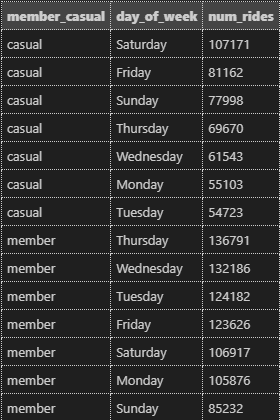 member_casual day_of_week num_rides
casual Saturday 107171
casual Friday 81162
casual Sunday 77998
casual Thursday 69670
casual Wednesday 61543
casual Monday 55103
casual Tuesday 54723
member Thursday 136791
member Wednesday 132186
member Tuesday 124182
member Friday 123626
member Saturday 106917
member Monday 105876
member Sunday 85232